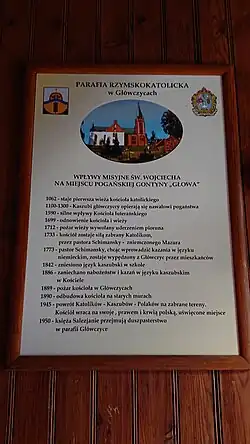 PARAFIA RZYMSKOKATOLICKA
w Główczycach
WPŁYWY MISYJNE ŚW. WOJCIECHA
NA MIEJSCU POGAŃSKIEJ GONTYNY „GŁOWA”
1062 - staje pierwsza wieża kościoła katolickiego
1100-1300 - Kaszubi główczyccy opierają się nawałowi pogaństwa
1590 - silne wpływy Kościoła luterańskiego
1699 - odnowienie kościoła i wieży
1712 - pożar wieży wywołany uderzeniem pioruna
1733 - kościół zostaje siłą zabrany Katolikom,
przez pastora Schimansky - zniemczonego Mazura
1773 - pastor Schimansky, chcąc wprowadzić kazania w języku
niemieckim, zostaje wypędzony z Główczyc przez mieszkańców
1842 - zniesiono język kaszubski w szkole
1886 - zaniechano nabożeństw i kazań w języku kaszubskim
w Kościele
1889 - pożar kościoła w Główczycach
1890 - odbudowa kościoła na starych murach
1945 - powrót Katolików - Kaszubów - Polaków na zabrane tereny.
Kościół wraca na swoje, prawem i krwią polską, uświęcone miejsce
1950 - księża Salezjanie przejmują duszpasterstwo
w parafii Główczyce